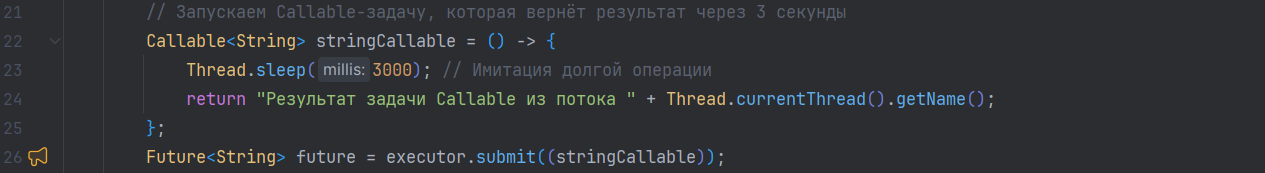 21 // Запускаем Callable-задачу, которая вернёт результат через 3 секунды
22 Callable<String> stringCallable = () -> {
23 Thread.sleep( millis: 3000); // Имитация долгой операции
24 return "Результат задачи Callable из потока " + Thread.currentThread().getName();
25 };
26 Future<String> future = executor.submit((stringCallable));